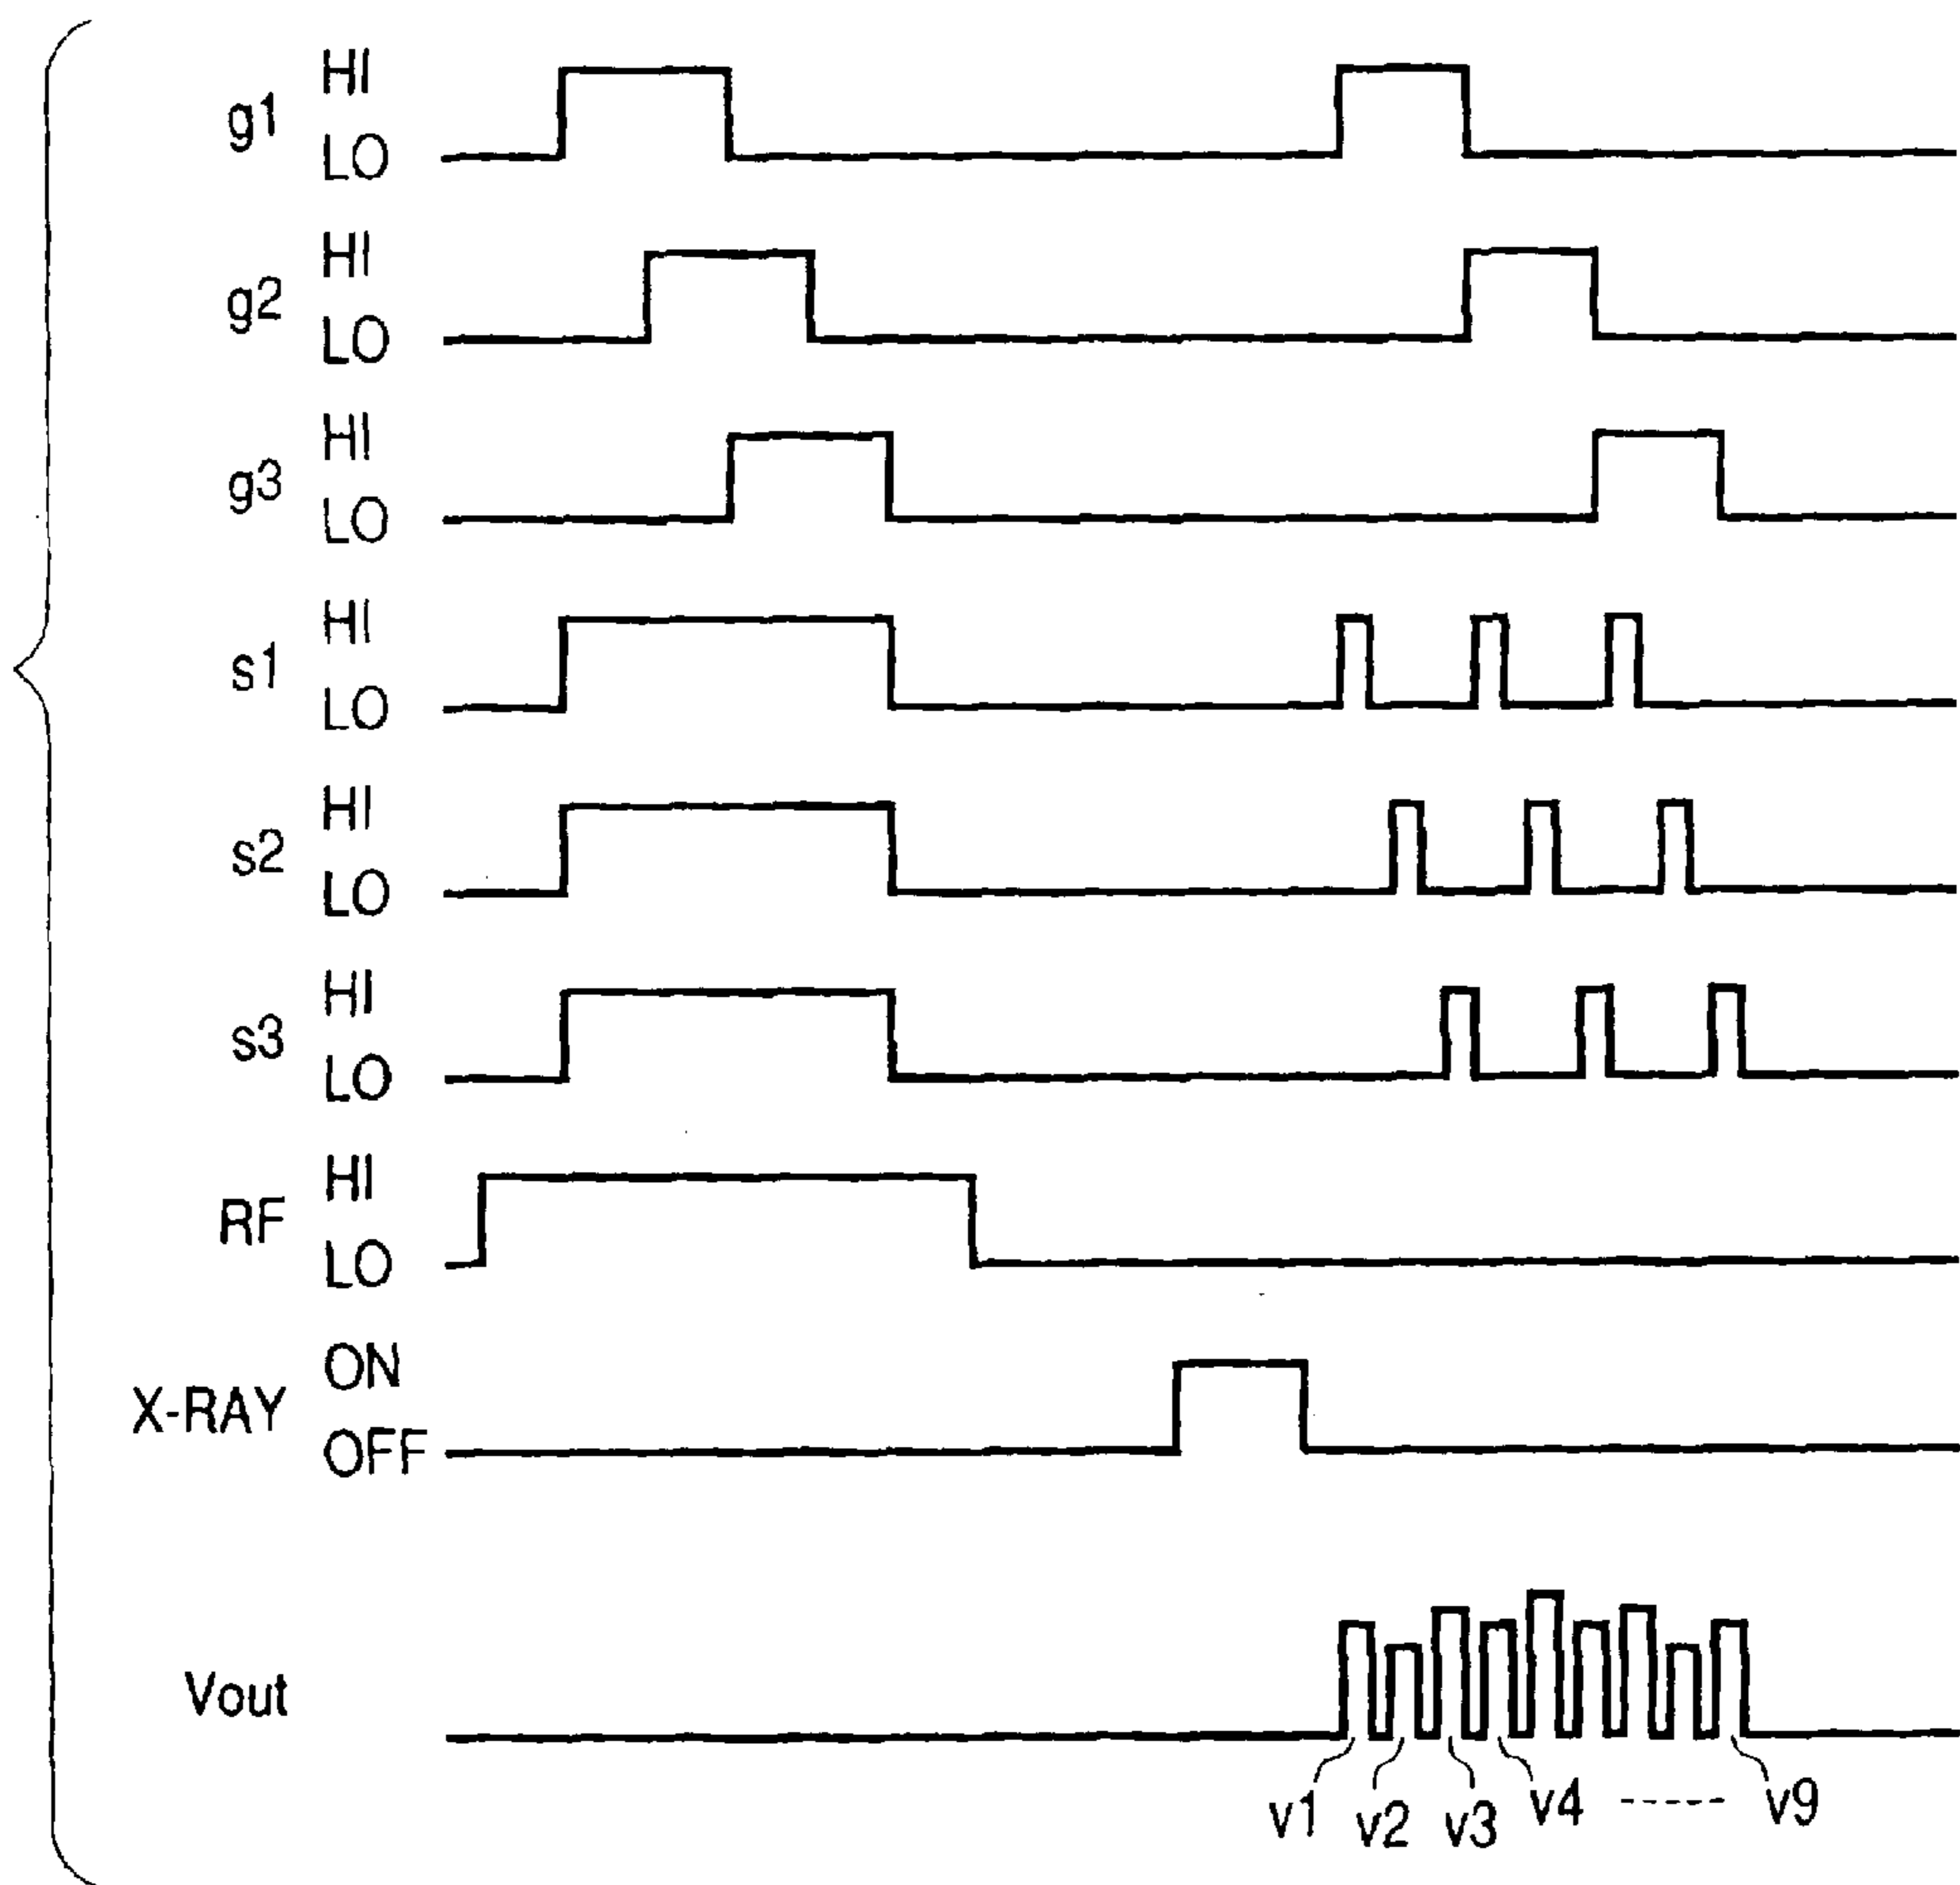 g1 HI
LO
g2 HI
LO
g3 HI
LO
s1 HI
LO
s2 HI
LO
s3 HI
LO
RF HI
LO
X-RAY ON
OFF
Vout
v1 v2 v3 v4 ----- v9